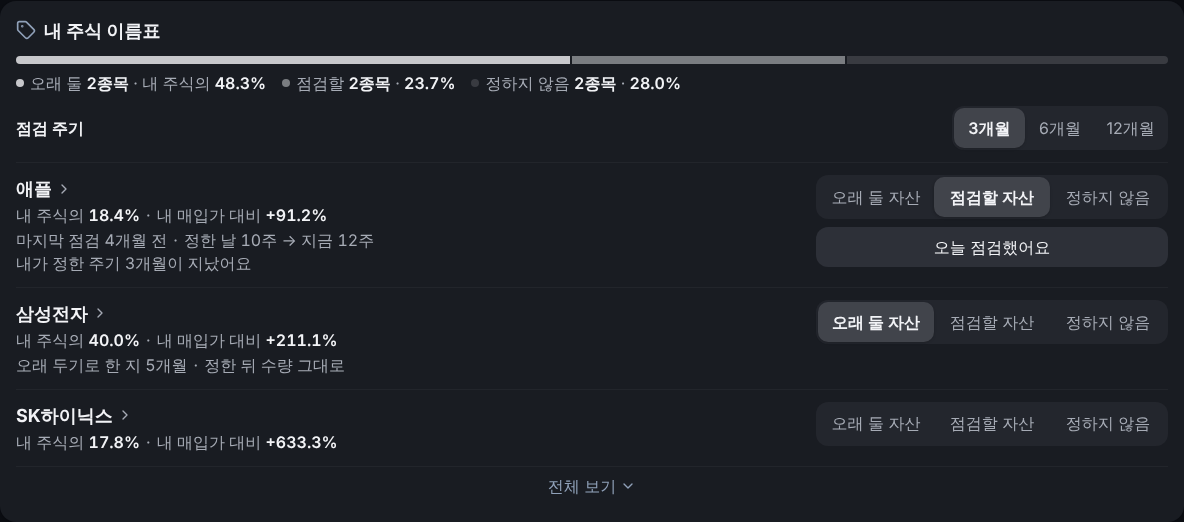 내 주식 이름표
오래 둘 2종목 · 내 주식의 48.3% 점검할 2종목 · 23.7% 정하지 않음 2종목 · 28.0%
점검 주기
3개월 6개월 12개월
애플
내 주식의 18.4% · 내 매입가 대비 +91.2%
마지막 점검 4개월 전 · 정한 날 10주 → 지금 12주
내가 정한 주기 3개월이 지났어요
오래 둘 자산 점검할 자산 정하지 않음
오늘 점검했어요
삼성전자
내 주식의 40.0% · 내 매입가 대비 +211.1%
오래 두기로 한 지 5개월 · 정한 뒤 수량 그대로
오래 둘 자산 점검할 자산 정하지 않음
SK하이닉스
내 주식의 17.8% · 내 매입가 대비 +633.3%
오래 둘 자산 점검할 자산 정하지 않음
전체 보기